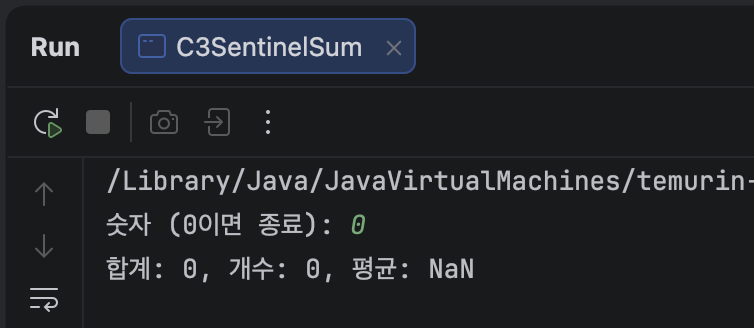 Run C3SentinelSum
/Library/Java/JavaVirtualMachines/temurin-
숫자 (0이면 종료): 0
합계: 0, 개수: 0, 평균: NaN